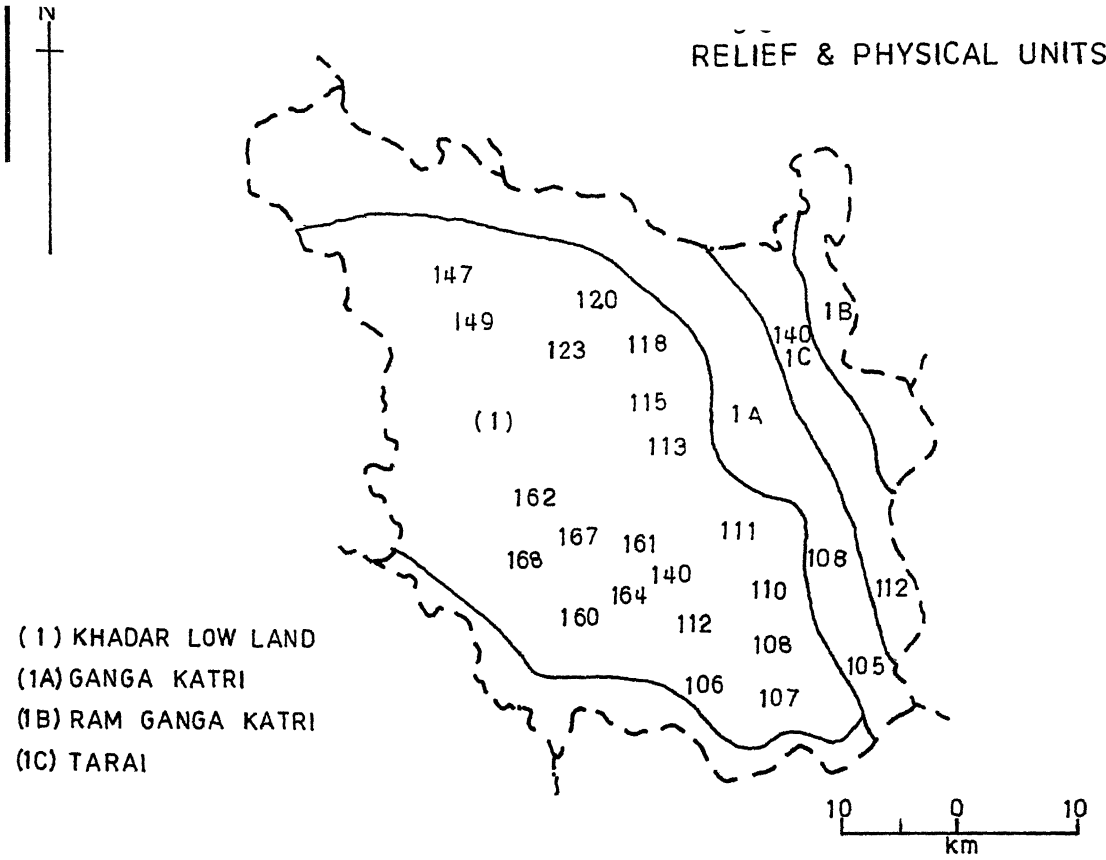 N
RELIEF & PHYSICAL UNITS
147
120
149
123
118
1B
140
1C
115
(1)
1A
113
162
111
167
161
168
108
140
110
112
164
160
112
108
105
106
107
(1) KHADAR LOW LAND
(1A) GANGA KATRI
(1B) RAM GANGA KATRI
(1C) TARAI
10 0 10
km